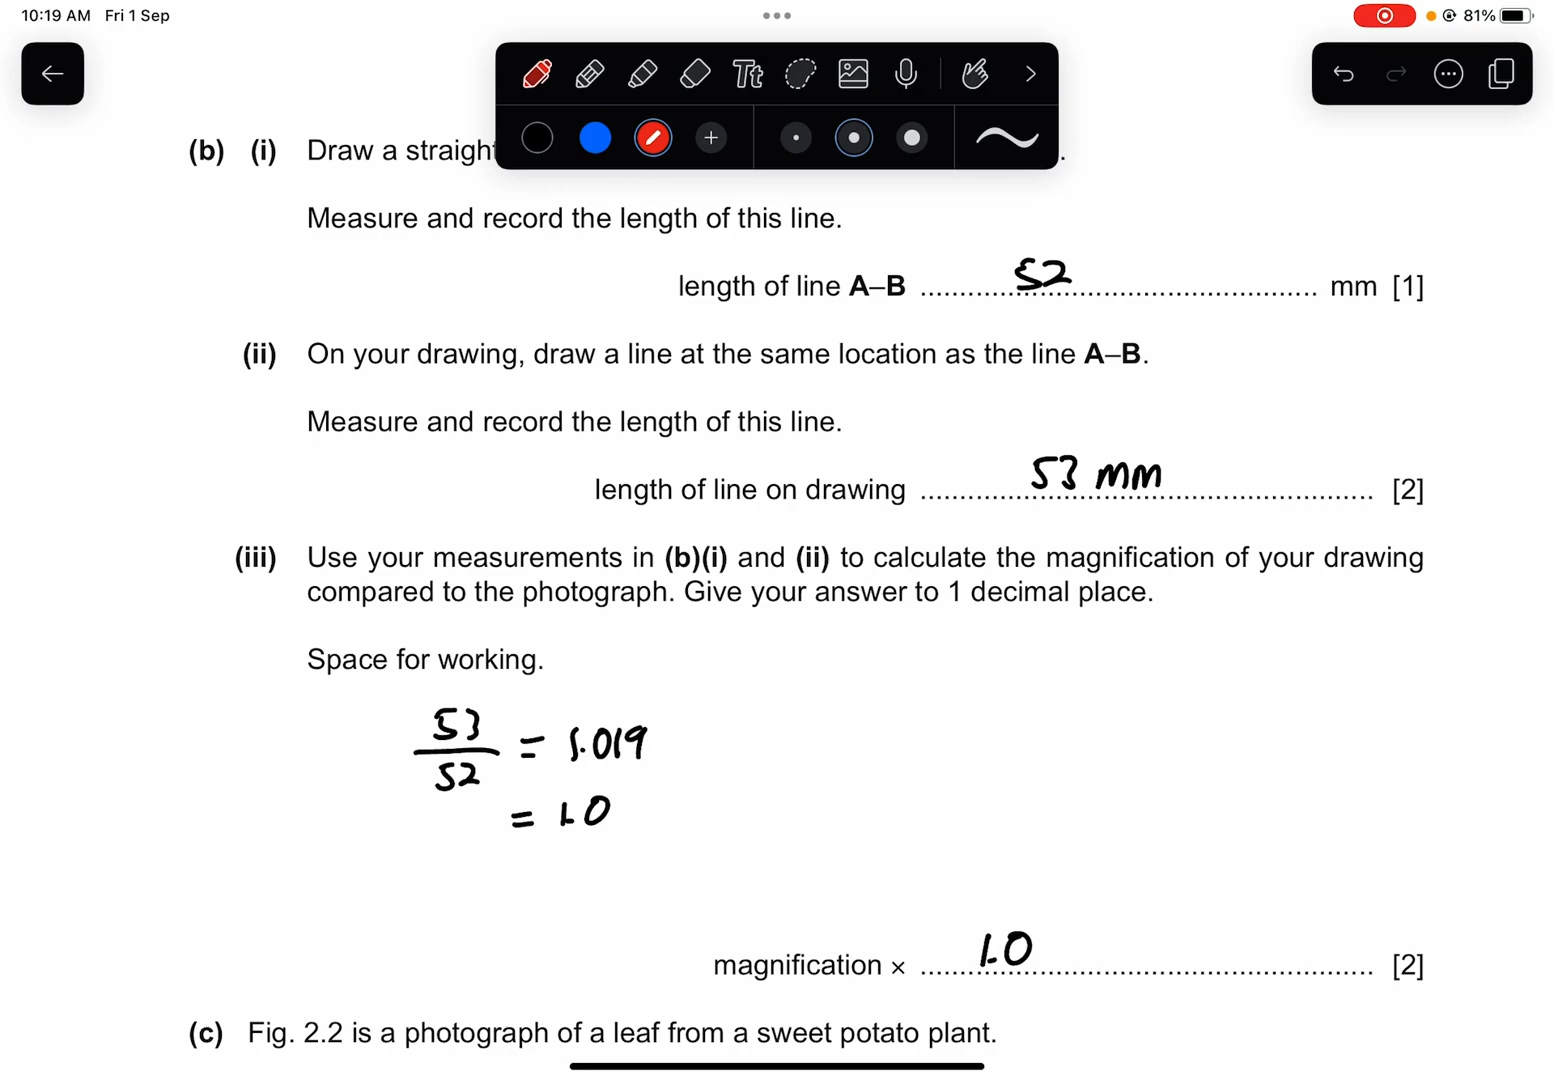 10:19 AM Fri 1 Sep
81%
Tt
(b) (i) Draw a straight
.
Measure and record the length of this line.
length of line A–B .......... 52 .......... mm [1]
(ii) On your drawing, draw a line at the same location as the line A–B.
Measure and record the length of this line.
length of line on drawing .......... 53 mm .......... [2]
(iii) Use your measurements in (b)(i) and (ii) to calculate the magnification of your drawing
compared to the photograph. Give your answer to 1 decimal place.
Space for working.
53
52
= 1.019
= 1.0
magnification × .......... 1.0 .......... [2]
(c) Fig. 2.2 is a photograph of a leaf from a sweet potato plant.